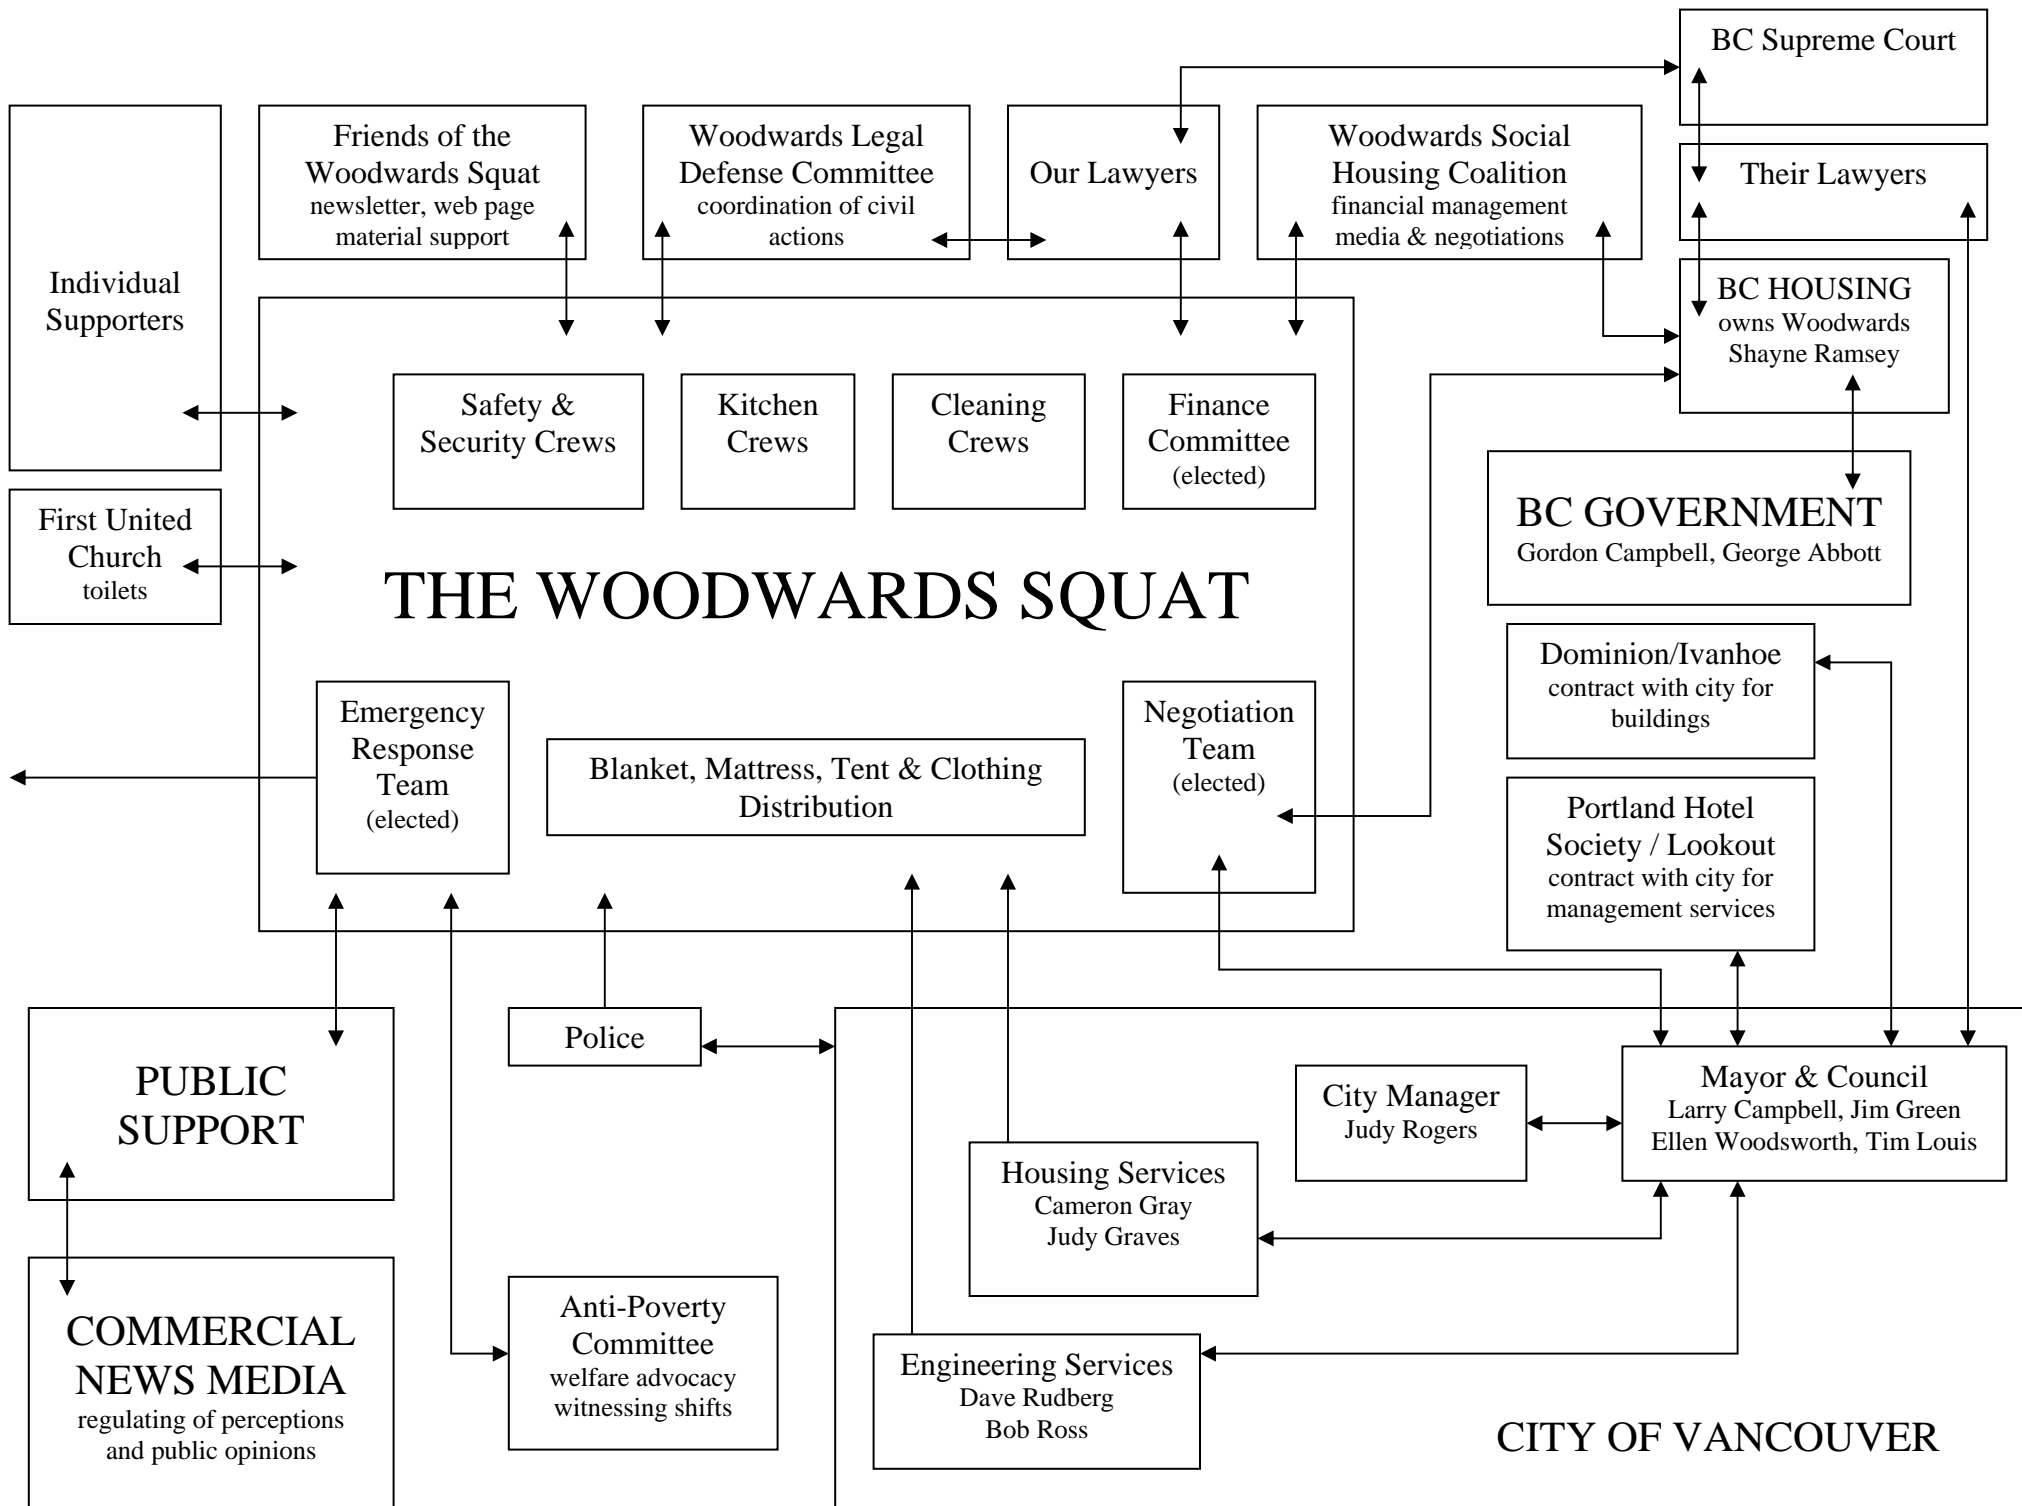 BC Supreme Court
Friends of the
Woodwards Squat
newsletter, web page
material support
Woodwards Legal
Defense Committee
coordination of civil
actions
Our Lawyers
Woodwards Social
Housing Coalition
financial management
media & negotiations
Their Lawyers
Individual
Supporters
BC HOUSING
owns Woodwards
Shayne Ramsey
Safety &
Security Crews
Kitchen
Crews
Cleaning
Crews
Finance
Committee
(elected)
First United
Church
toilets
BC GOVERNMENT
Gordon Campbell, George Abbott
THE WOODWARDS SQUAT
Dominion/Ivanhoe
contract with city for
buildings
Emergency
Response
Team
(elected)
Blanket, Mattress, Tent & Clothing
Distribution
Negotiation
Team
(elected)
Portland Hotel
Society / Lookout
contract with city for
management services
PUBLIC
SUPPORT
Police
City Manager
Judy Rogers
Mayor & Council
Larry Campbell, Jim Green
Ellen Woodsworth, Tim Louis
Housing Services
Cameron Gray
Judy Graves
COMMERCIAL
NEWS MEDIA
regulating of perceptions
and public opinions
Anti-Poverty
Committee
welfare advocacy
witnessing shifts
Engineering Services
Dave Rudberg
Bob Ross
CITY OF VANCOUVER